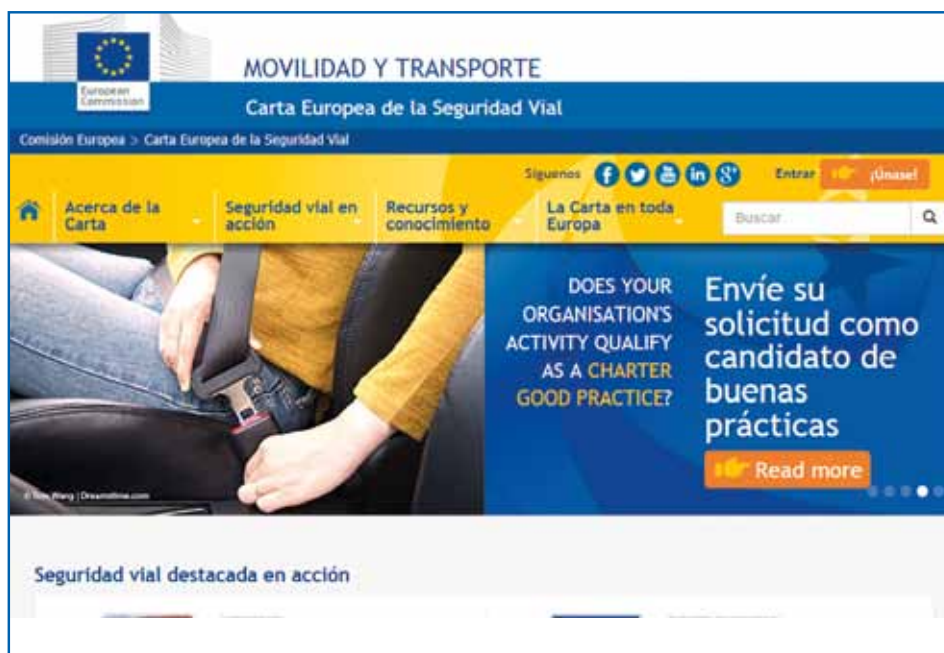 European
Commission
MOVILIDAD Y TRANSPORTE
Carta Europea de la Seguridad Vial
Comisión Europea > Carta Europea de la Seguridad Vial
Síguenos
Entrar
¡Únase!
Acerca de la
Carta
Seguridad vial en
acción
Recursos y
conocimiento
La Carta en toda
Europa
Buscar
DOES YOUR
ORGANISATION'S
ACTIVITY QUALIFY
AS A CHARTER
GOOD PRACTICE?
Envíe su
solicitud como
candidato de
buenas
prácticas
Read more
Wang | Dreamstime.com
Seguridad vial destacada en acción